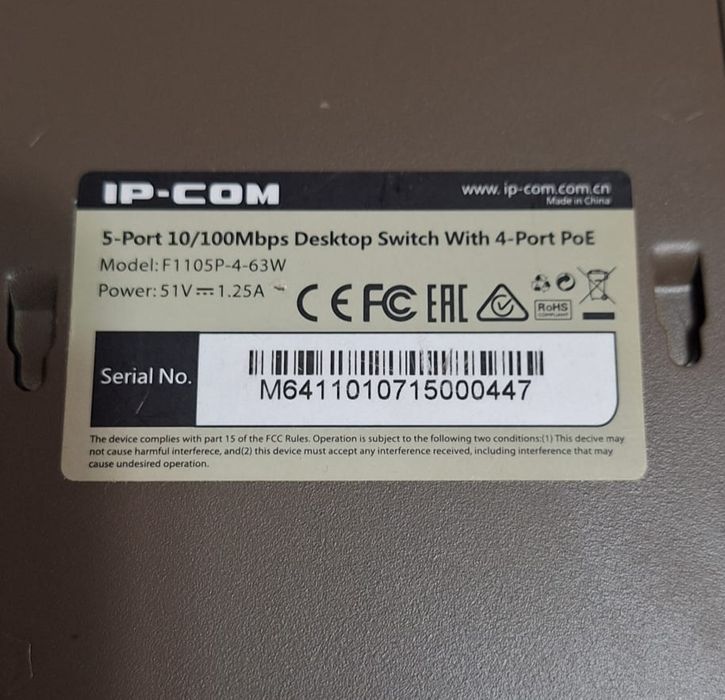 IP-COM
www. ip-com.com.cn
Made in China
5-Port 10/100Mbps Desktop Switch With 4-Port PoE
Model: F1105P-4-63W
Power: 51V⎓1.25A
CE FC EAC
RoHS
COMPLIANT
Serial No.
M6411010715000447
The device complies with part 15 of the FCC Rules. Operation is subject to the following two conditions:(1) This decive may
not cause harmful interferece, and(2) this device must accept any interference received, including interference that may
cause undesired operation.